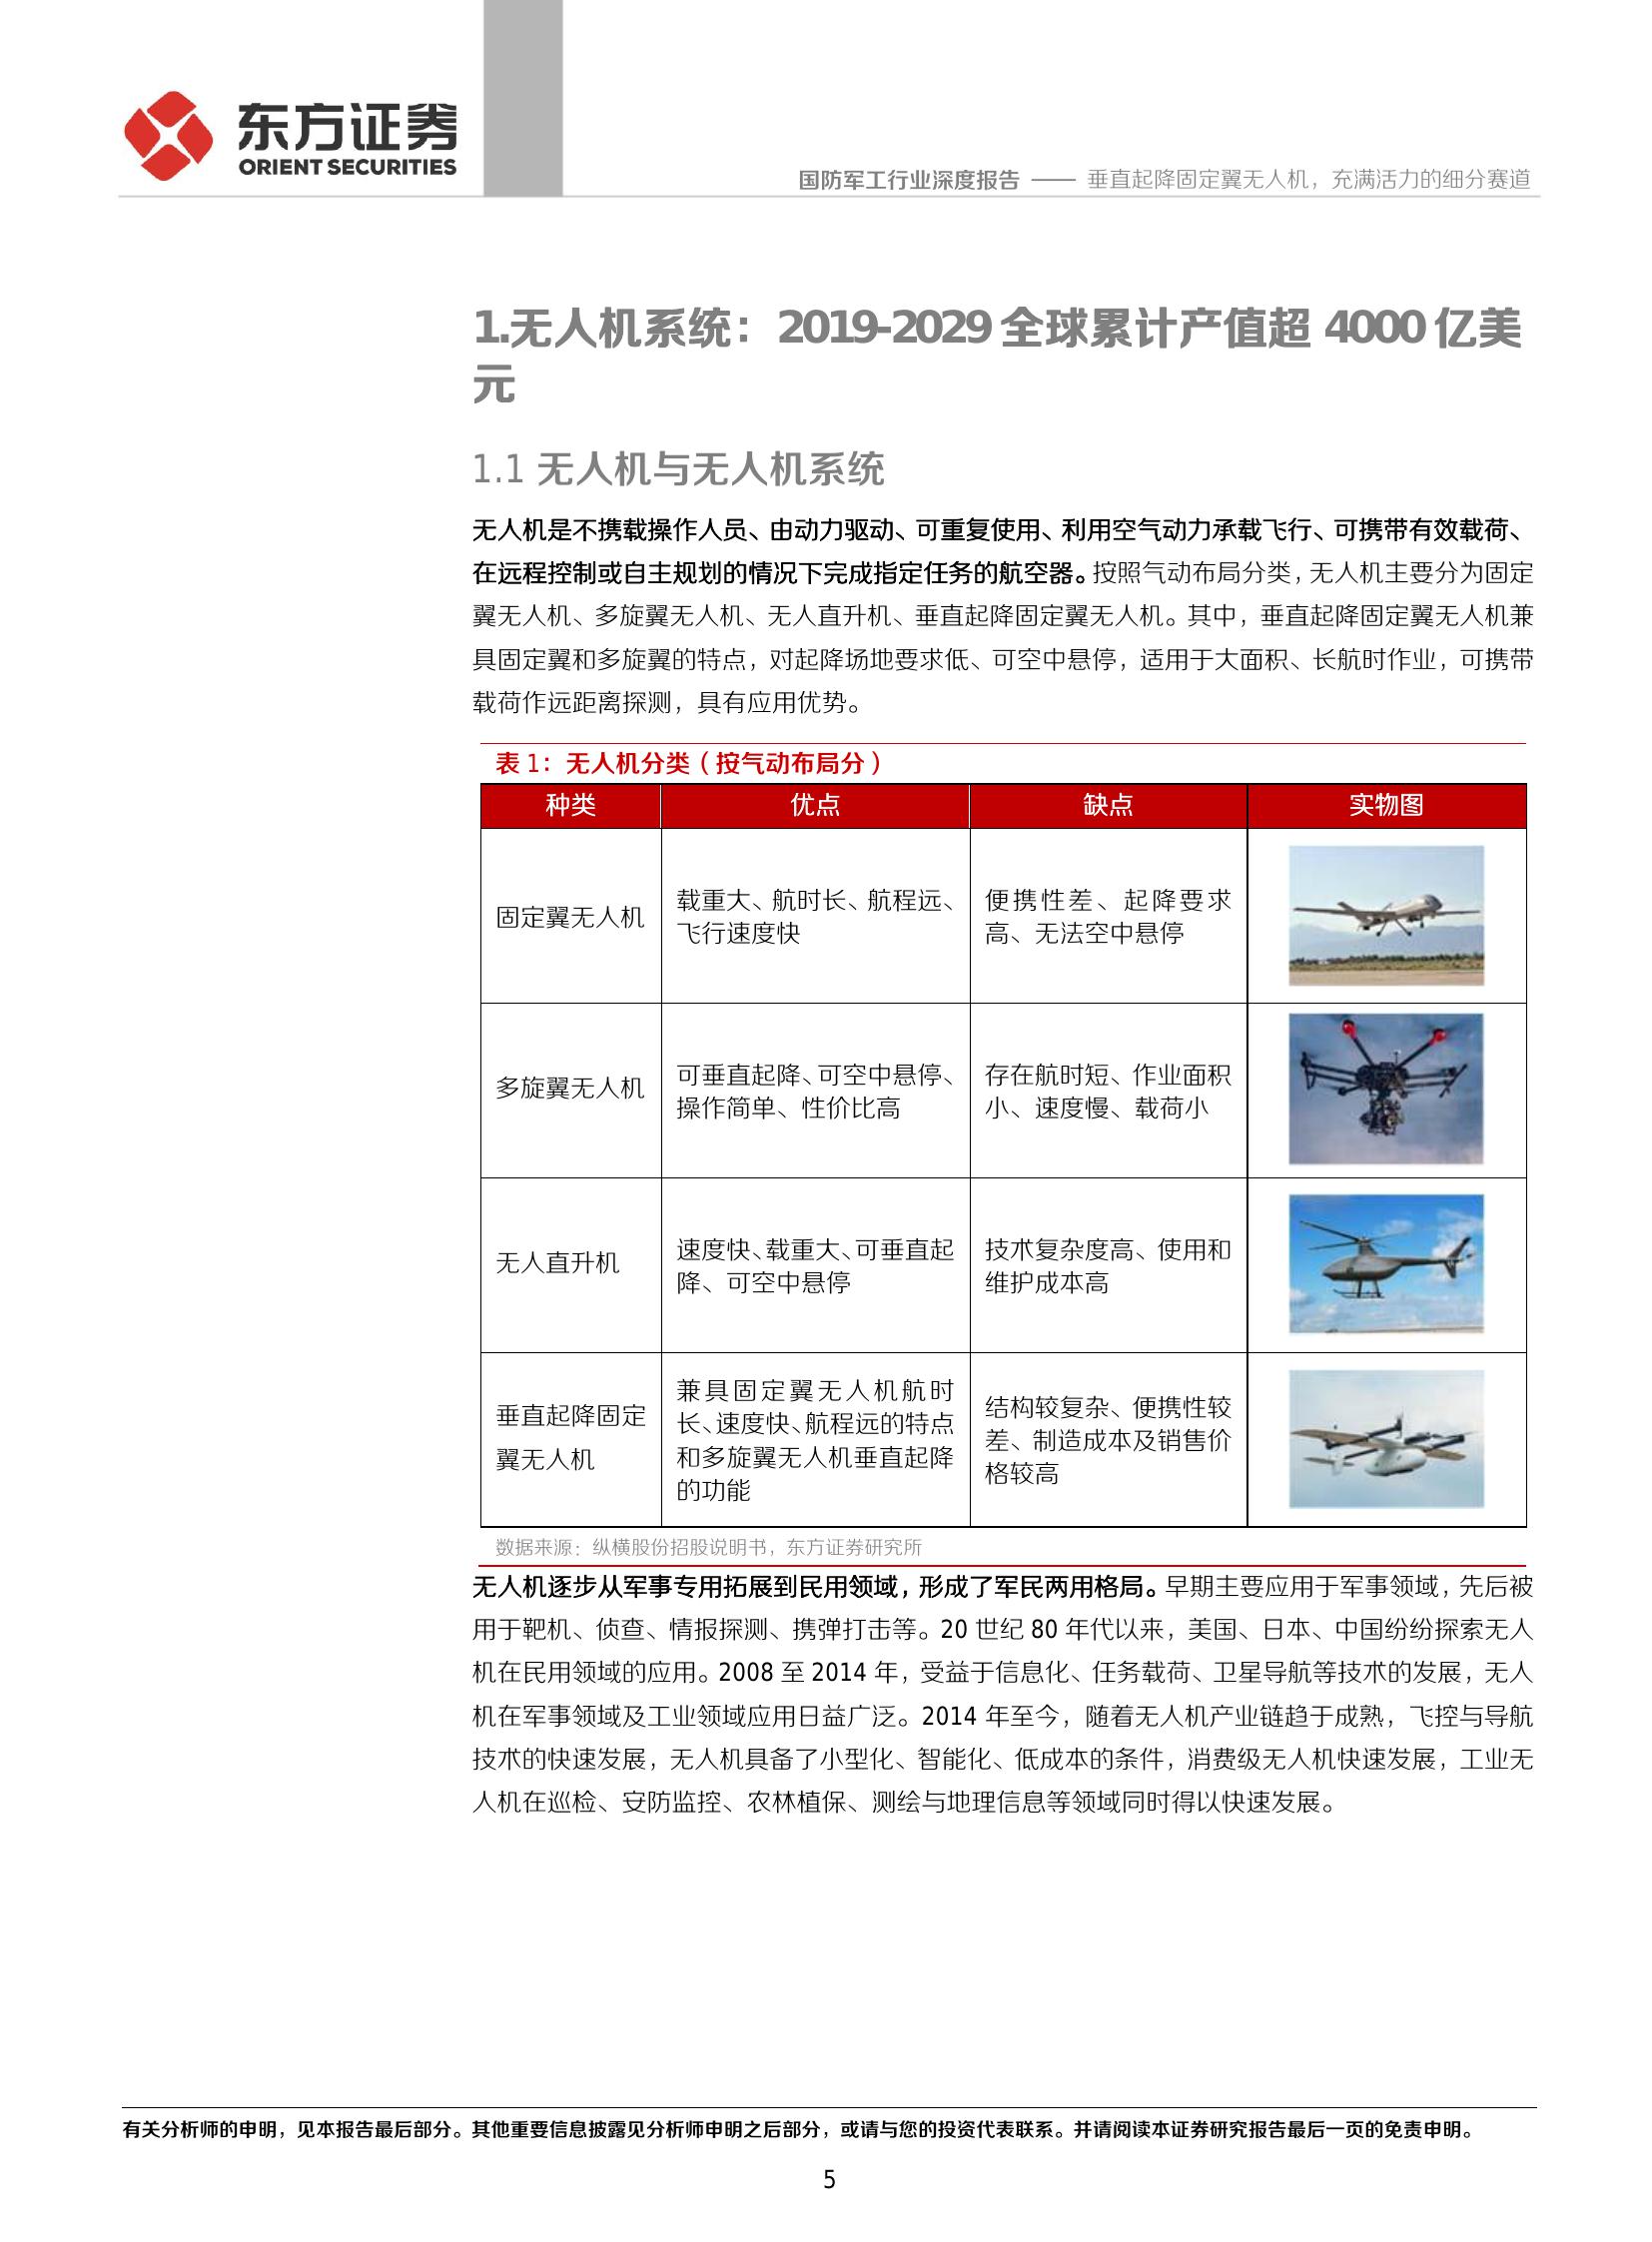 东方证券
ORIENT SECURITIES
国防军工行业深度报告 —— 垂直起降固定翼无人机，充满活力的细分赛道
1.无人机系统：2019-2029 全球累计产值超 4000 亿美
元
1.1 无人机与无人机系统
无人机是不携载操作人员、由动力驱动、可重复使用、利用空气动力承载飞行、可携带有效载荷、
在远程控制或自主规划的情况下完成指定任务的航空器。按照气动布局分类，无人机主要分为固定
翼无人机、多旋翼无人机、无人直升机、垂直起降固定翼无人机。其中，垂直起降固定翼无人机兼
具固定翼和多旋翼的特点，对起降场地要求低、可空中悬停，适用于大面积、长航时作业，可携带
载荷作远距离探测，具有应用优势。
表 1：无人机分类（按气动布局分）
种类 优点 缺点 实物图
固定翼无人机
载重大、航时长、航程远、
飞行速度快
便携性差、起降要求
高、无法空中悬停
多旋翼无人机
可垂直起降、可空中悬停、
操作简单、性价比高
存在航时短、作业面积
小、速度慢、载荷小
无人直升机
速度快、载重大、可垂直起
降、可空中悬停
技术复杂度高、使用和
维护成本高
垂直起降固定
翼无人机
兼具固定翼无人机航时
长、速度快、航程远的特点
和多旋翼无人机垂直起降
的功能
结构较复杂、便携性较
差、制造成本及销售价
格较高
数据来源：纵横股份招股说明书，东方证券研究所
无人机逐步从军事专用拓展到民用领域，形成了军民两用格局。早期主要应用于军事领域，先后被
用于靶机、侦查、情报探测、携弹打击等。20 世纪 80 年代以来，美国、日本、中国纷纷探索无人
机在民用领域的应用。2008 至 2014 年，受益于信息化、任务载荷、卫星导航等技术的发展，无人
机在军事领域及工业领域应用日益广泛。2014 年至今，随着无人机产业链趋于成熟，飞控与导航
技术的快速发展，无人机具备了小型化、智能化、低成本的条件，消费级无人机快速发展，工业无
人机在巡检、安防监控、农林植保、测绘与地理信息等领域同时得以快速发展。
有关分析师的申明，见本报告最后部分。其他重要信息披露见分析师申明之后部分，或请与您的投资代表联系。并请阅读本证券研究报告最后一页的免责申明。
5